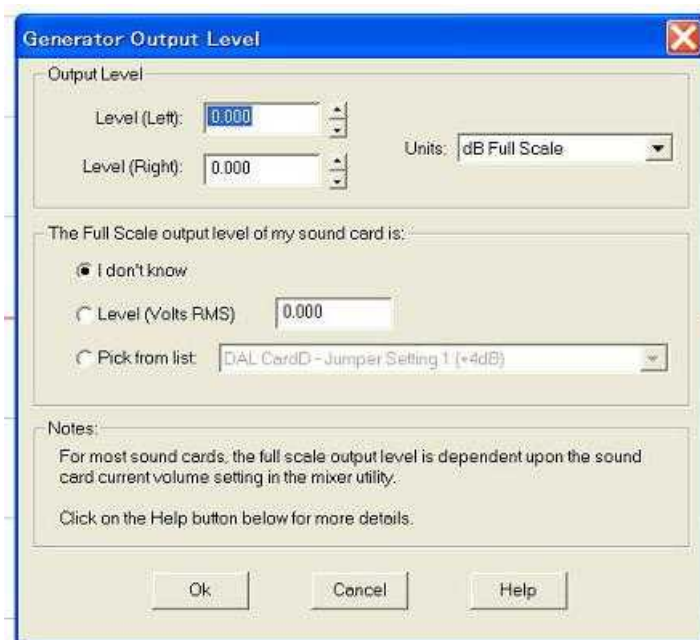 Generator Output Level
Output Level
Level (Left): 0.000
Units: dB Full Scale
Level (Right): 0.000
The Full Scale output level of my sound card is:
I don't know
Level (Volts RMS) 0.000
Pick from list: DAL CardD - Jumper Setting 1 (+4dB)
Notes:
For most sound cards, the full scale output level is dependent upon the sound
card current volume setting in the mixer utility.
Click on the Help button below for more details.
Ok Cancel Help